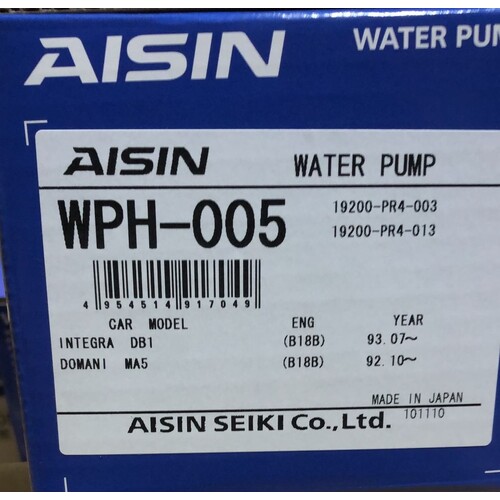 AISIN WATER PUM
AISIN WATER PUMP
WPH-005 19200-PR4-003
19200-PR4-013
4 954514 917049
CAR MODEL ENG YEAR
INTEGRA DB1 (B18B) 93.07~
DOMANI MA5 (B18B) 92.10~
MADE IN JAPAN
101110
AISIN SEIKI Co.,Ltd.